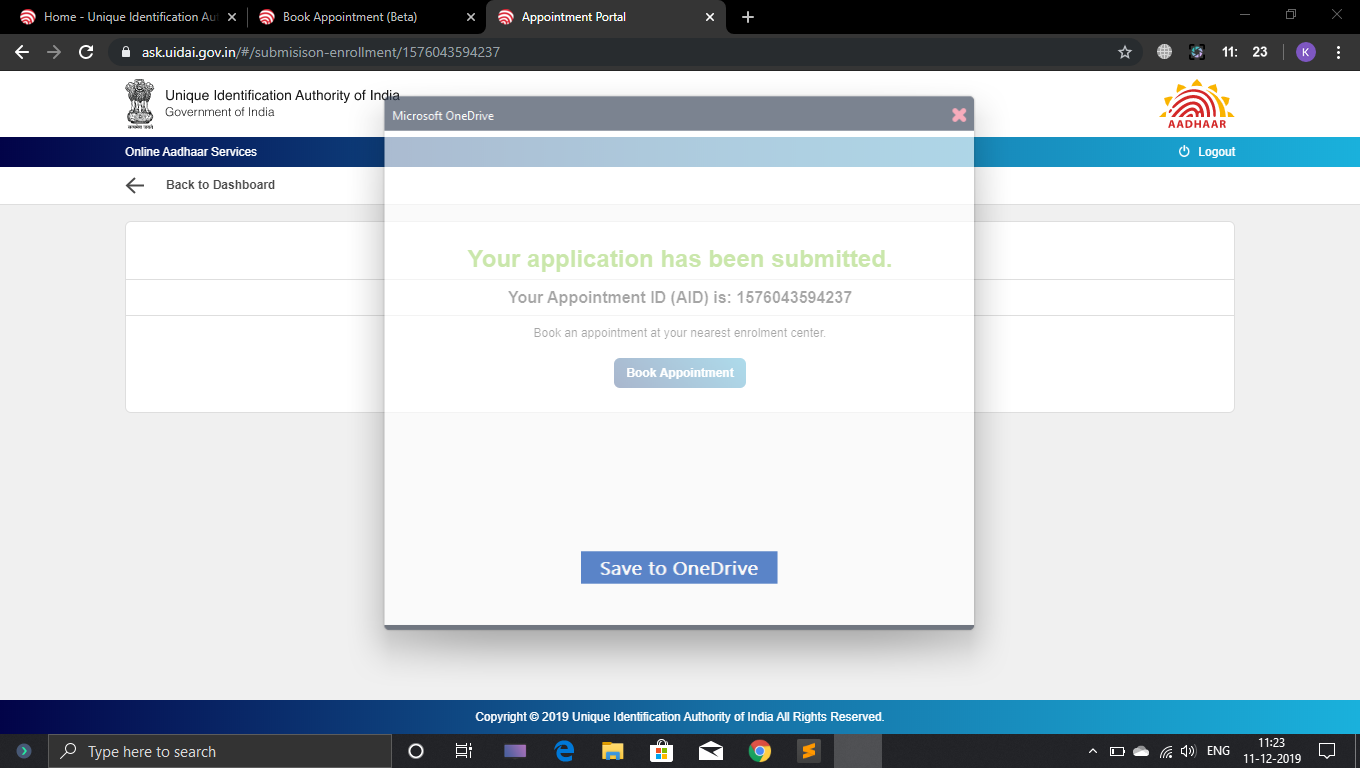 Home - Unique Identification Au
Book Appointment (Beta)
Appointment Portal
ask.uidai.gov.in/#/submisison-enrollment/1576043594237
11: 23
K
Unique Identification Authority of India
Government of India
AADHAAR
Microsoft OneDrive
Online Aadhaar Services
Logout
Back to Dashboard
Your application has been submitted.
Your Appointment ID (AID) is: 1576043594237
Book an appointment at your nearest enrolment center.
Book Appointment
Save to OneDrive
Copyright © 2019 Unique Identification Authority of India All Rights Reserved.
Type here to search
ENG
11:23
11-12-2019